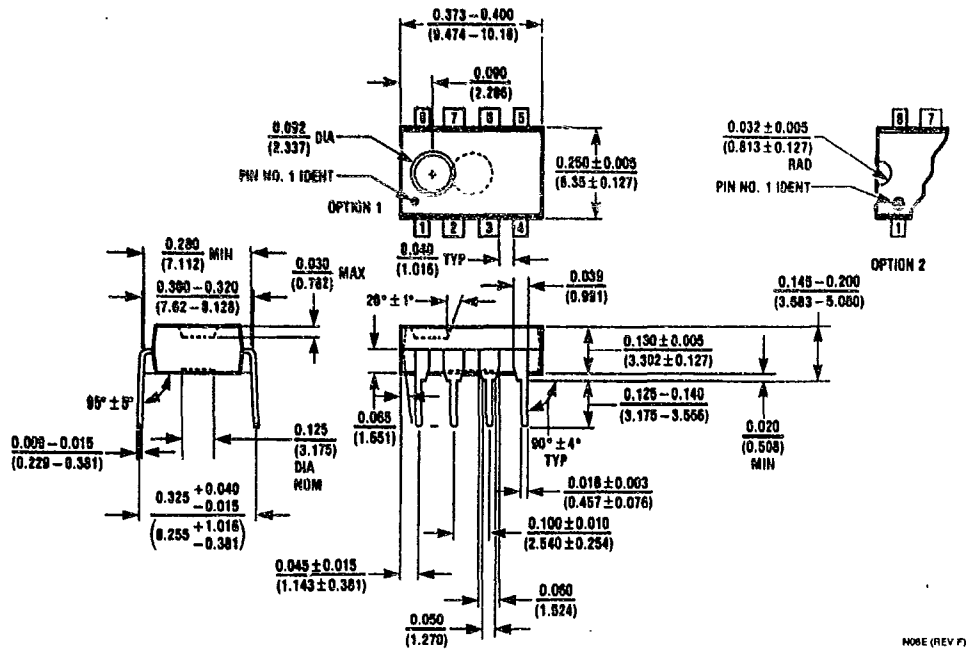 0.373–0.400
(9.474–10.16)
0.090
(2.286)
8 7 6 5
0.092 DIA
(2.337)
PIN NO. 1 IDENT
OPTION 1
0.250 ± 0.005
(6.35 ± 0.127)
1 2 3 4
0.032 ± 0.005
(0.813 ± 0.127)
RAD
PIN NO. 1 IDENT
8 7
1
OPTION 2
0.280 MIN
(7.112)
0.300–0.320
(7.62–8.128)
0.030 MAX
(0.762)
0.040 TYP
(1.016)
0.039
(0.991)
20° ± 1°
0.145–0.200
(3.683–5.080)
0.130 ± 0.005
(3.302 ± 0.127)
0.125–0.140
(3.175–3.556)
0.020
(0.508)
MIN
95° ± 5°
0.009–0.015
(0.229–0.381)
0.125
(3.175)
DIA
NOM
0.065
(1.651)
90° ± 4°
TYP
0.018 ± 0.003
(0.457 ± 0.076)
0.325 +0.040
−0.015
(8.255 +1.016
−0.381)
0.100 ± 0.010
(2.540 ± 0.254)
0.045 ± 0.015
(1.143 ± 0.381)
0.060
(1.524)
0.050
(1.270)
N08E (REV F)